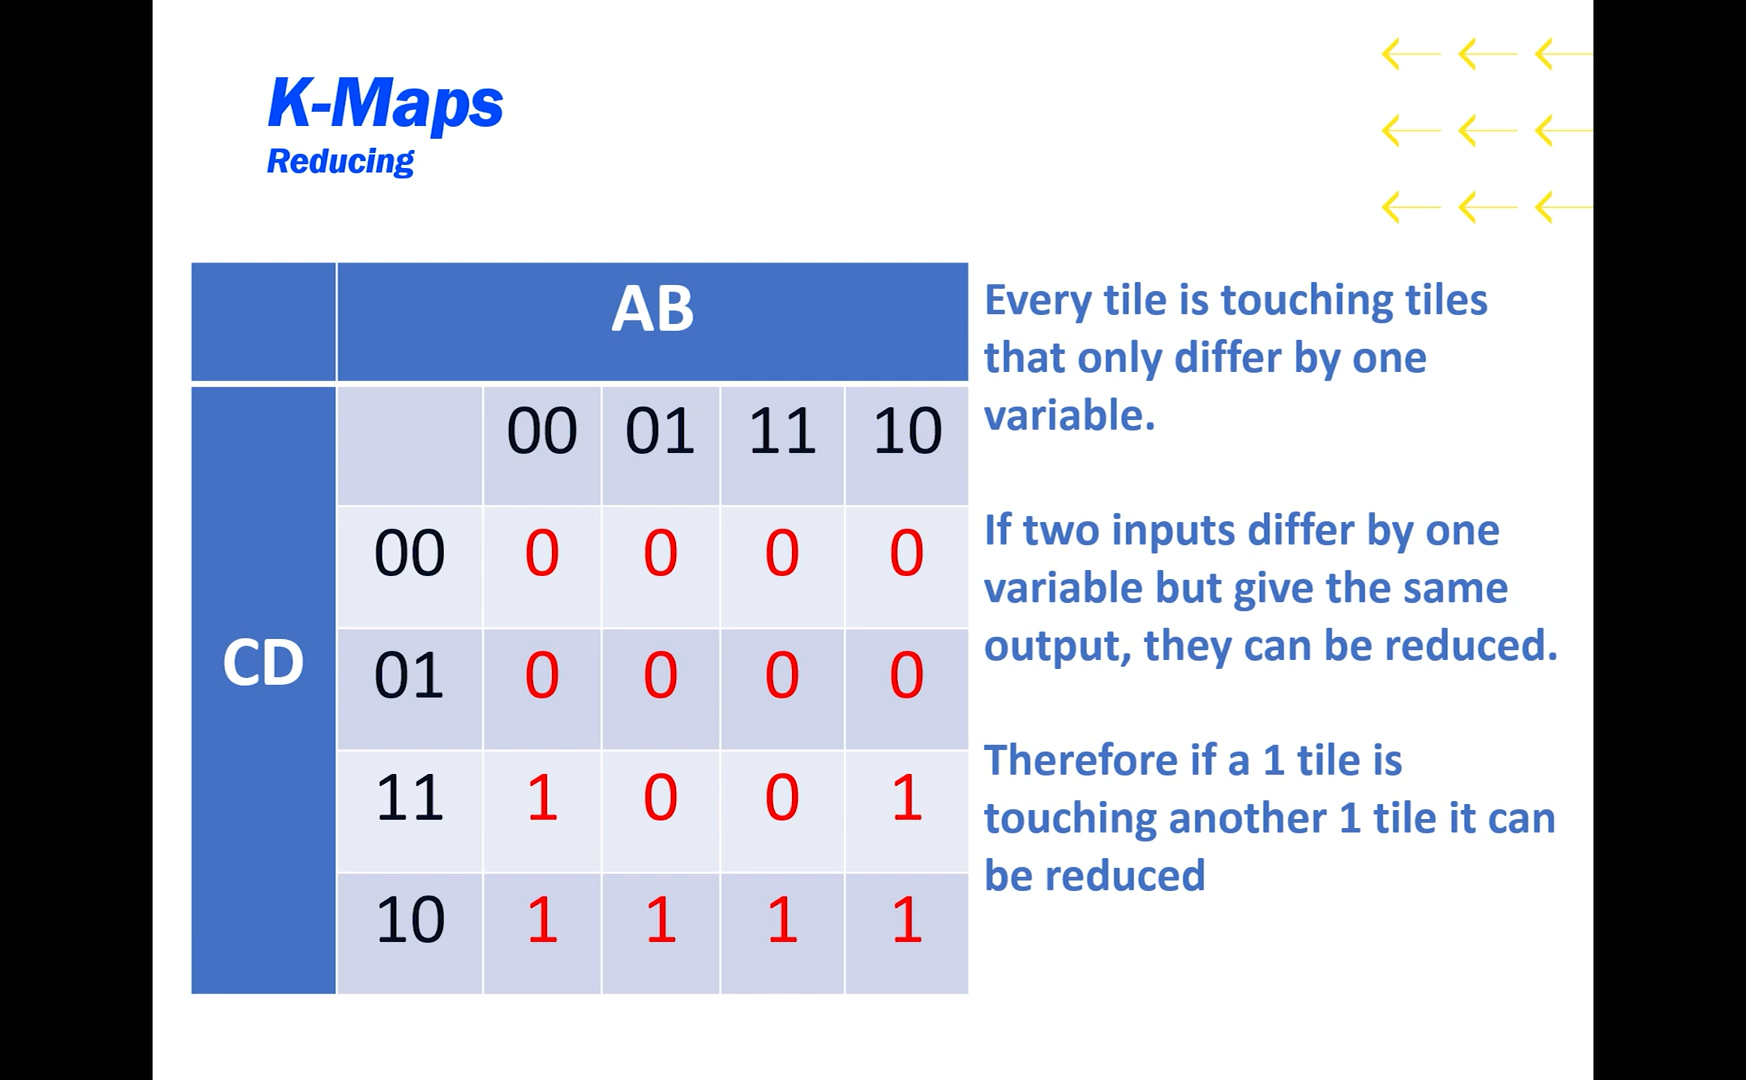 K-Maps
Reducing
AB
00 01 11 10
00 0 0 0 0
CD
01 0 0 0 0
11 1 0 0 1
10 1 1 1 1
Every tile is touching tiles
that only differ by one
variable.
If two inputs differ by one
variable but give the same
output, they can be reduced.
Therefore if a 1 tile is
touching another 1 tile it can
be reduced